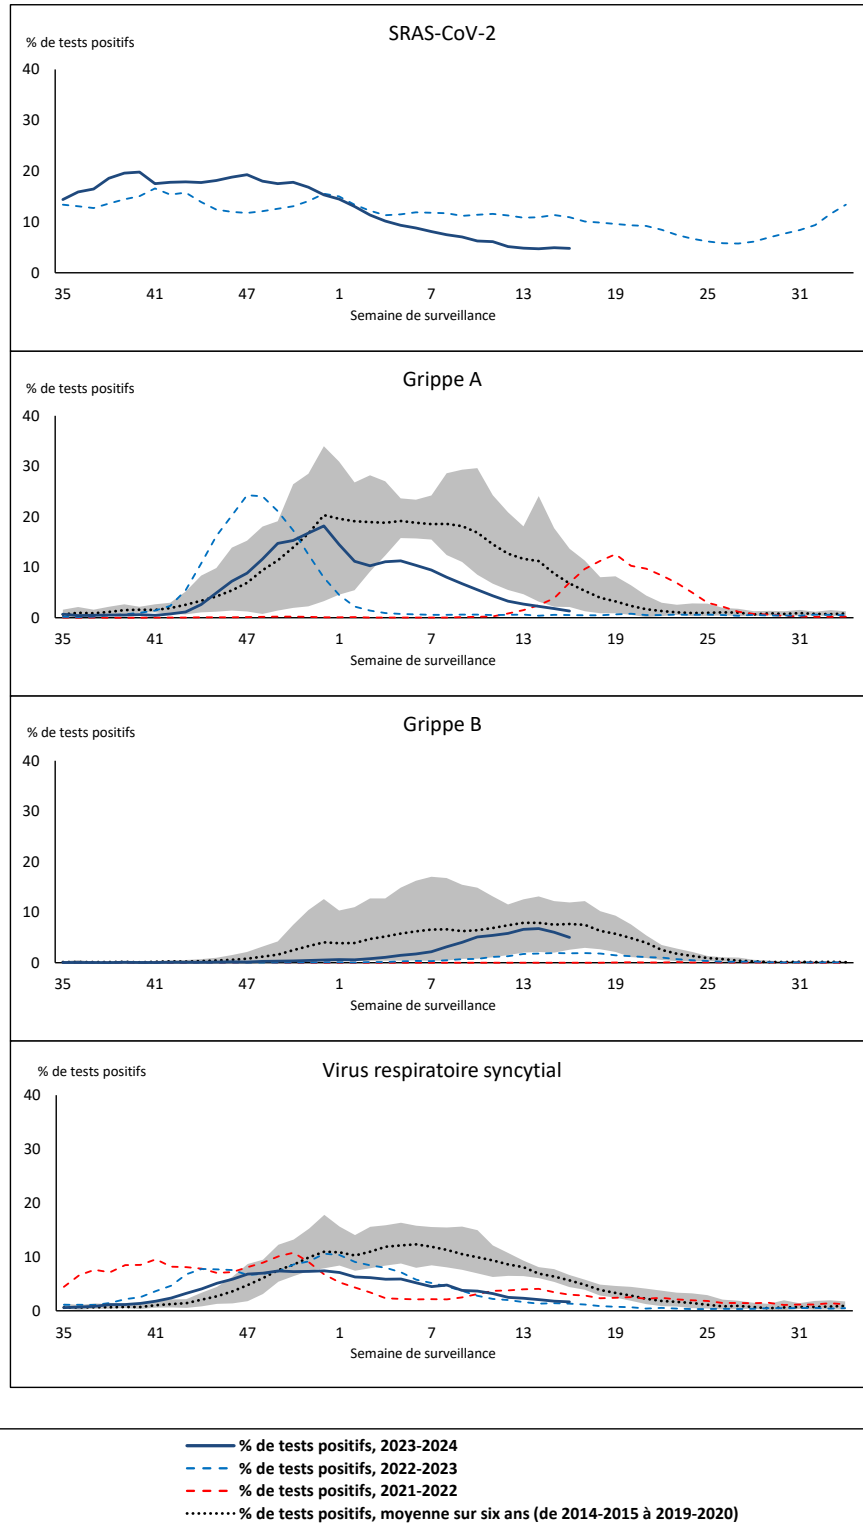 SRAS-CoV-2
% de tests positifs
40
30
20
10
0
35 41 47 1 7 13 19 25 31
Semaine de surveillance
Grippe A
% de tests positifs
40
30
20
10
0
35 41 47 1 7 13 19 25 31
Semaine de surveillance
Grippe B
% de tests positifs
40
30
20
10
0
35 41 47 1 7 13 19 25 31
Semaine de surveillance
Virus respiratoire syncytial
% de tests positifs
40
30
20
10
0
35 41 47 1 7 13 19 25 31
Semaine de surveillance
% de tests positifs, 2023-2024
% de tests positifs, 2022-2023
% de tests positifs, 2021-2022
% de tests positifs, moyenne sur six ans (de 2014-2015 à 2019-2020)